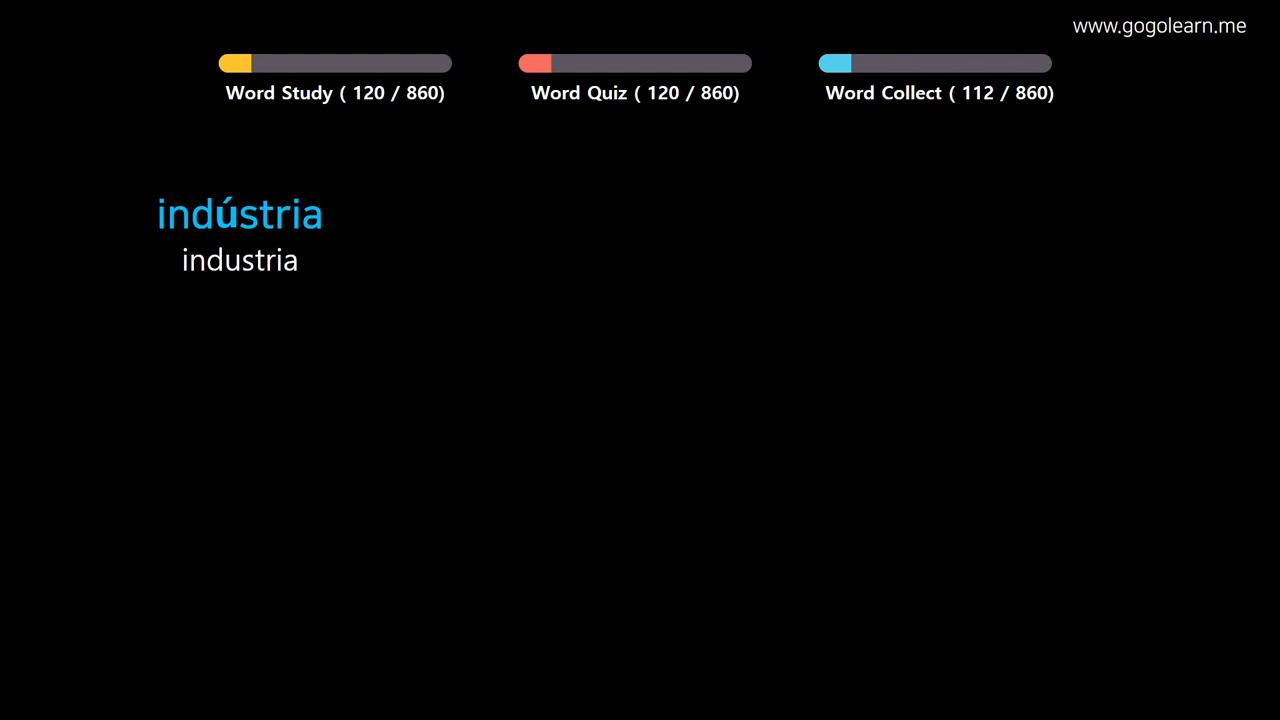 www.gogolearn.me
Word Study ( 120 / 860)
Word Quiz ( 120 / 860)
Word Collect ( 112 / 860)
indústria
industria